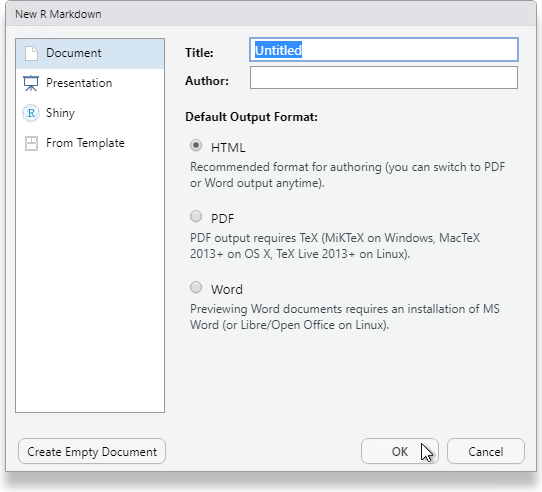 New R Markdown
Document
Presentation
R Shiny
From Template
Title: Untitled
Author:
Default Output Format:
HTML
Recommended format for authoring (you can switch to PDF
or Word output anytime).
PDF
PDF output requires TeX (MiKTeX on Windows, MacTeX
2013+ on OS X, TeX Live 2013+ on Linux).
Word
Previewing Word documents requires an installation of MS
Word (or Libre/Open Office on Linux).
Create Empty Document
OK
Cancel